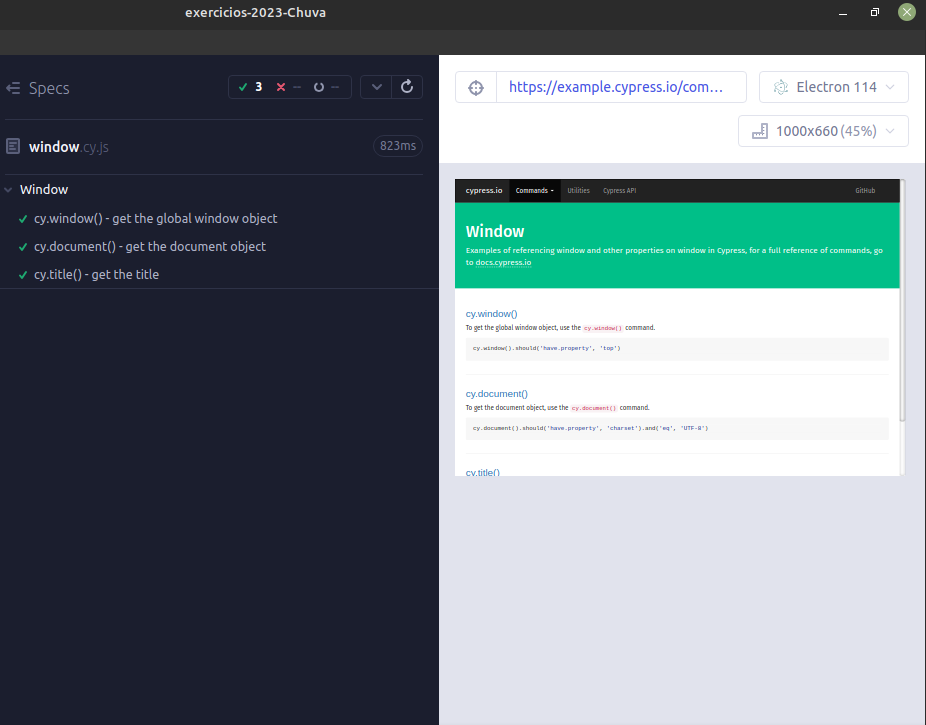 exercicios-2023-Chuva
Specs
3
--
--
window.cy.js
823ms
Window
cy.window() - get the global window object
cy.document() - get the document object
cy.title() - get the title
https://example.cypress.io/com...
Electron 114
1000x660 (45%)
cypress.io
Commands
Utilities
Cypress API
GitHub
Window
Examples of referencing window and other properties on window in Cypress, for a full reference of commands, go
to docs.cypress.io
cy.window()
To get the global window object, use the cy.window() command.
cy.window().should('have.property', 'top')
cy.document()
To get the document object, use the cy.document() command.
cy.document().should('have.property', 'charset').and('eq', 'UTF-8')
cy.title()